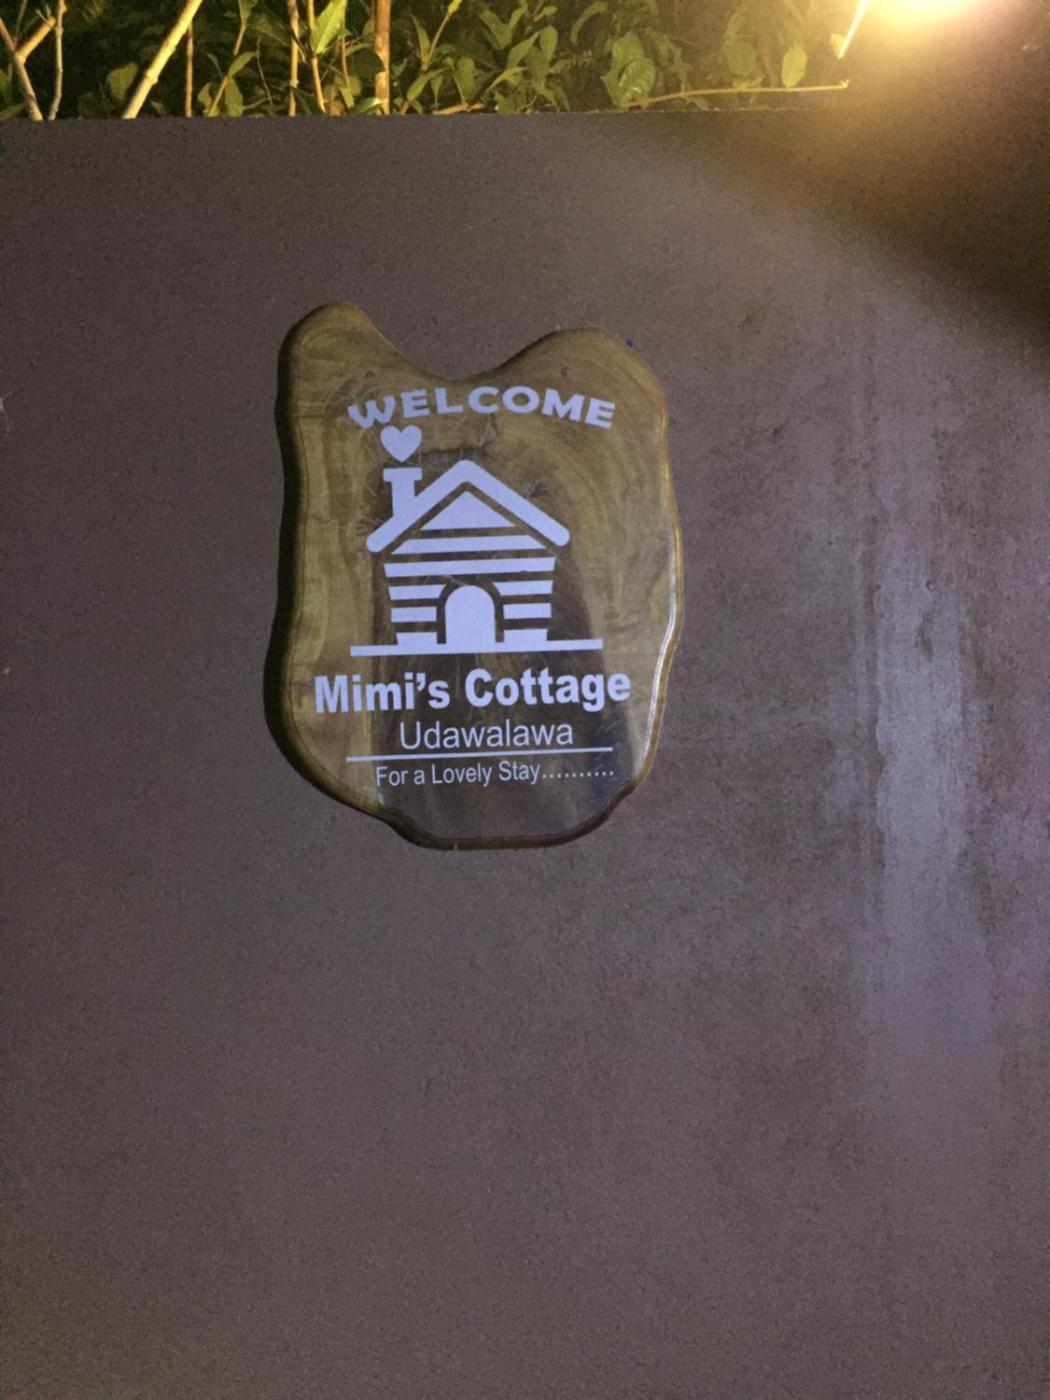 WELCOME
Mimi's Cottage
Udawalawa
For a Lovely Stay..........